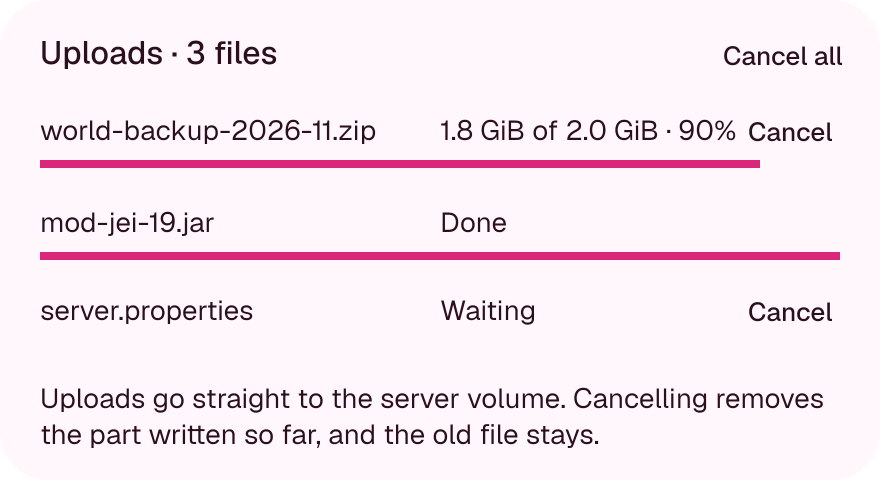 Uploads · 3 files
Cancel all
world-backup-2026-11.zip
1.8 GiB of 2.0 GiB · 90%
Cancel
mod-jei-19.jar
Done
server.properties
Waiting
Cancel
Uploads go straight to the server volume. Cancelling removes
the part written so far, and the old file stays.